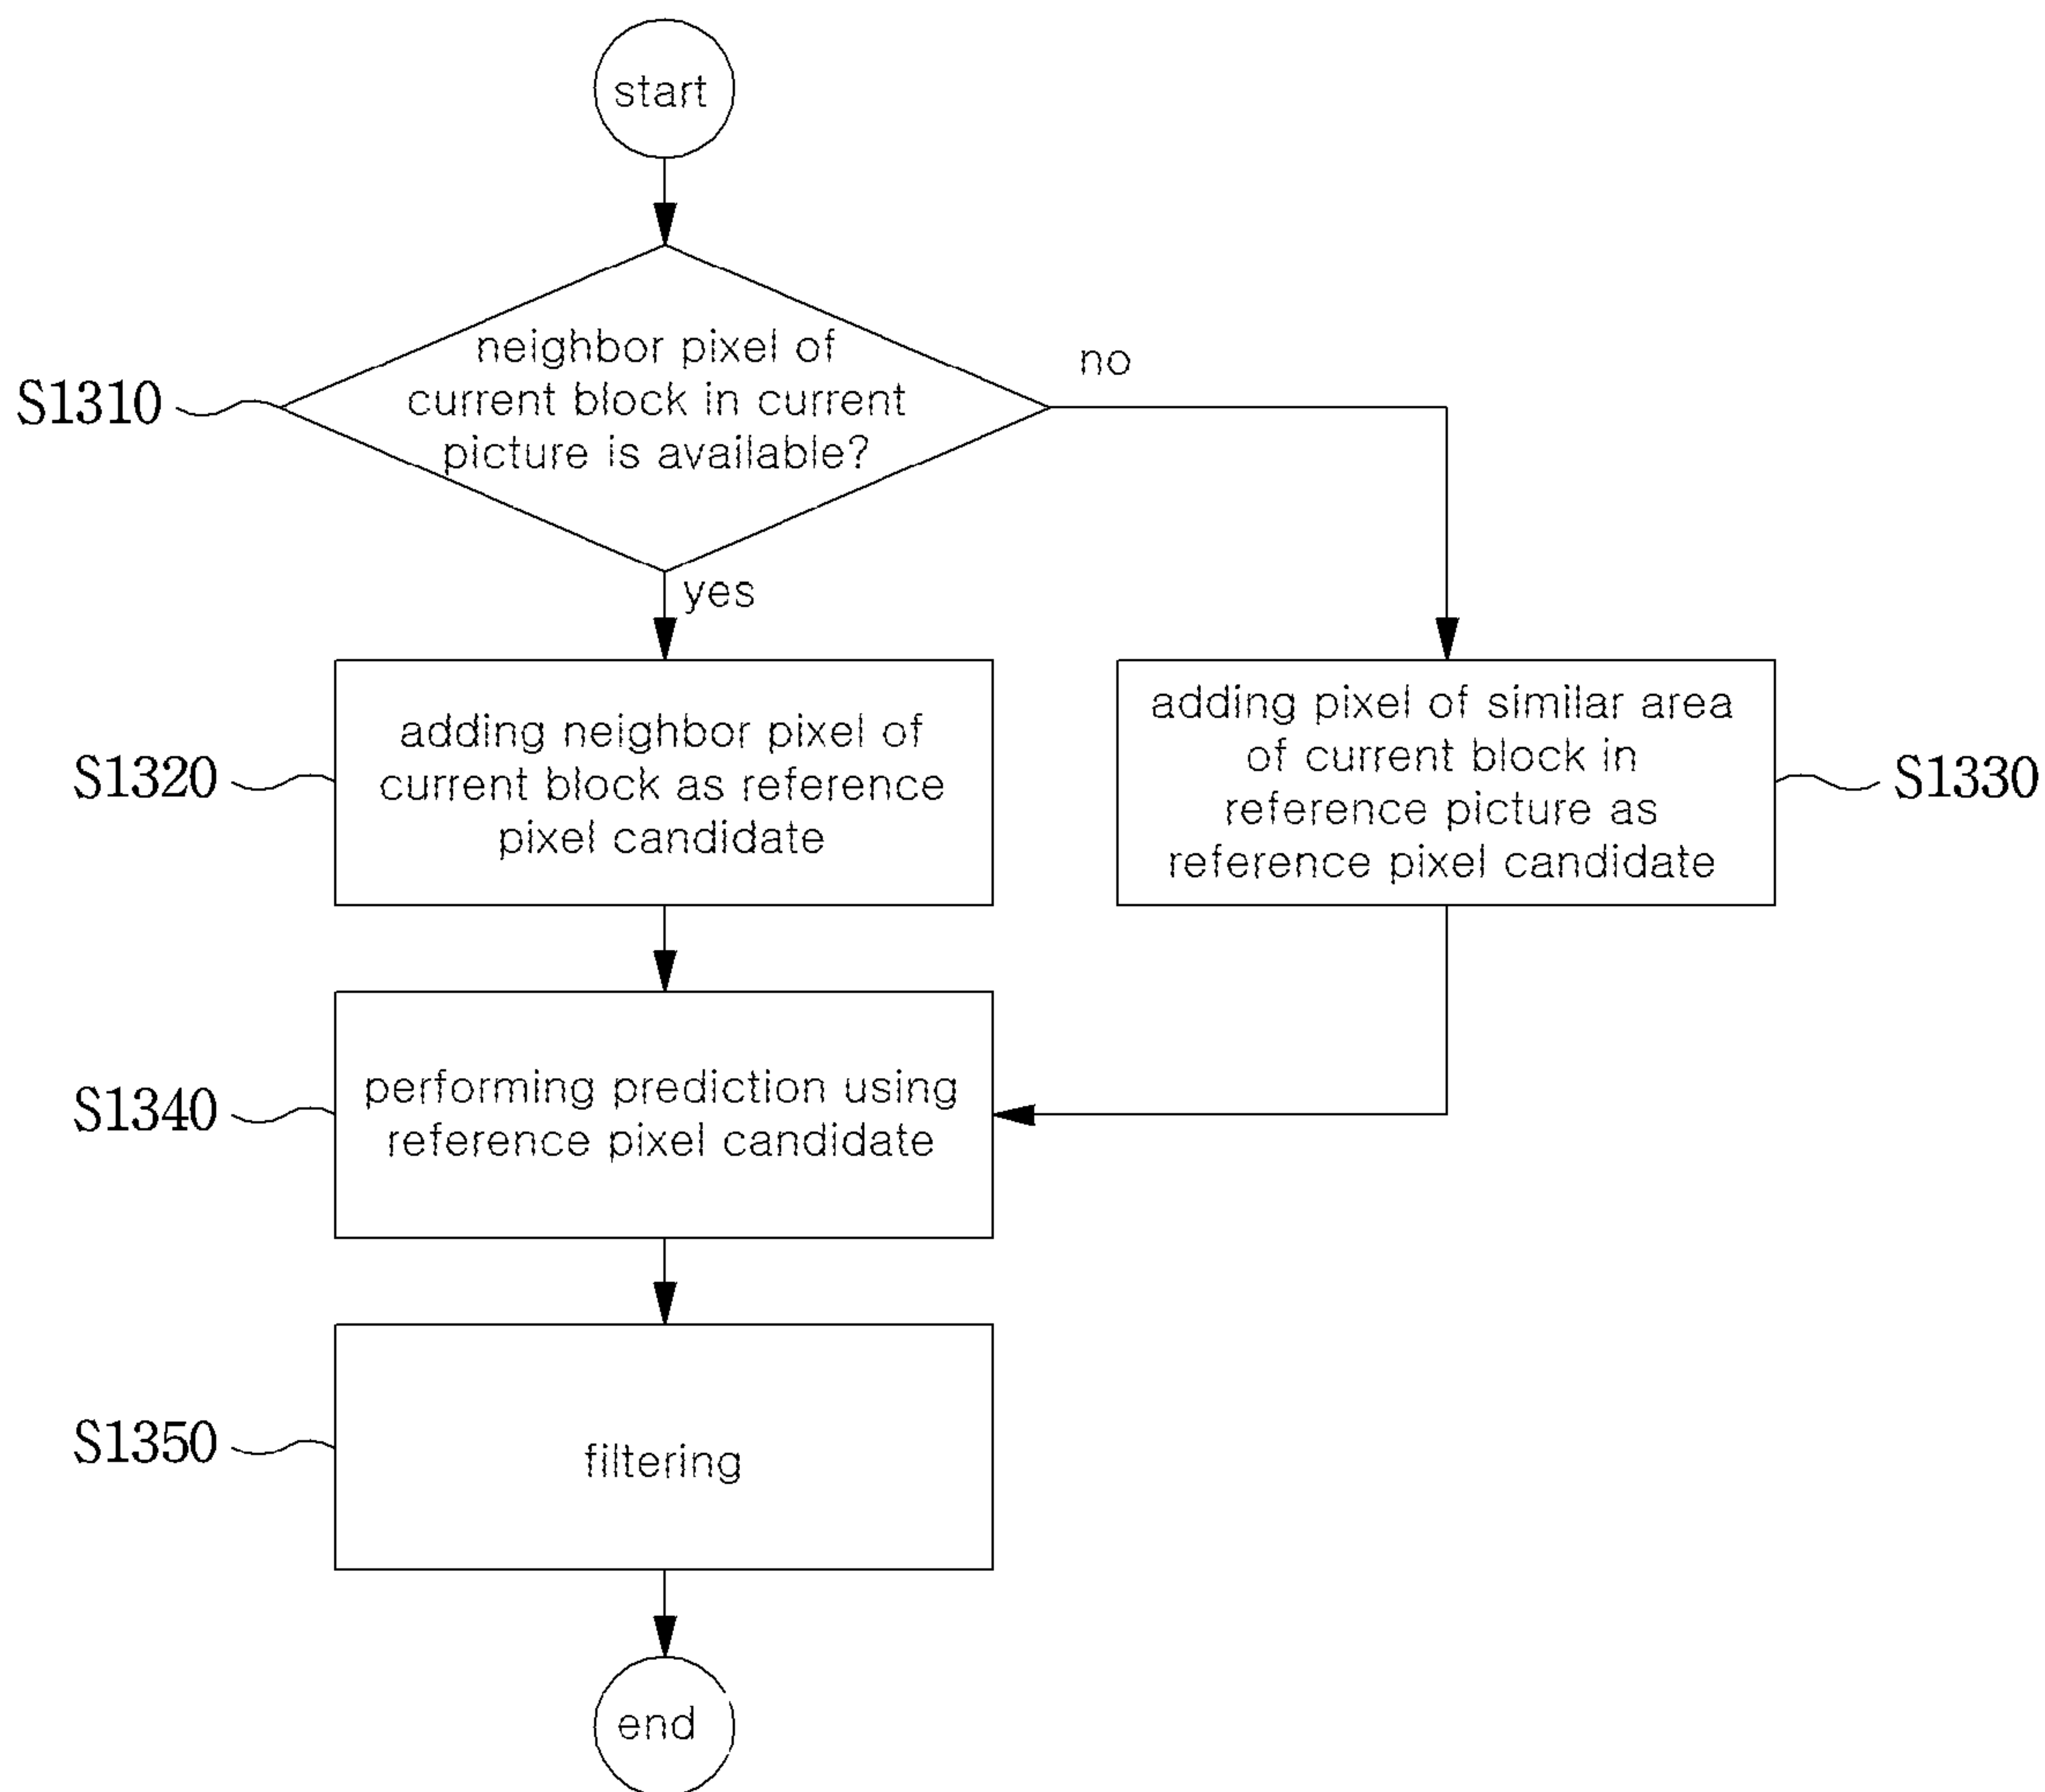 start
neighbor pixel of
current block in current
picture is available?
S1310
no
yes
adding neighbor pixel of
current block as reference
pixel candidate
S1320
adding pixel of similar area
of current block in
reference picture as
reference pixel candidate
S1330
performing prediction using
reference pixel candidate
S1340
filtering
S1350
end